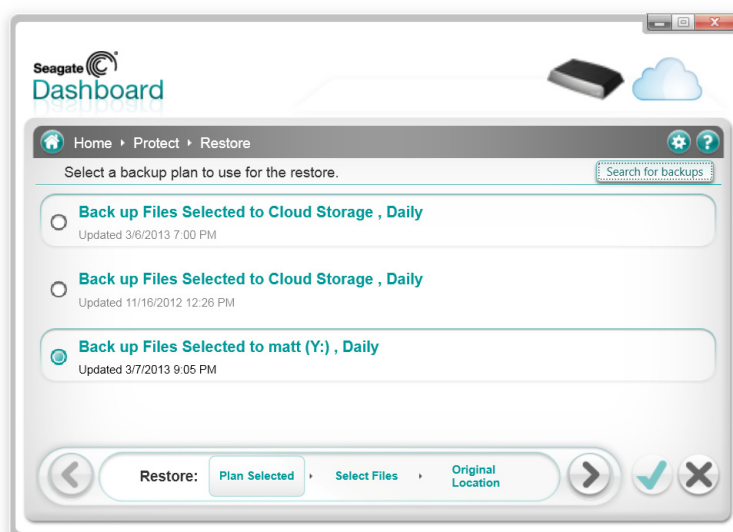 Seagate
Dashboard
Home ‣ Protect ‣ Restore
?
Select a backup plan to use for the restore.
Search for backups
Back up Files Selected to Cloud Storage , Daily
Updated 3/6/2013 7:00 PM
Back up Files Selected to Cloud Storage , Daily
Updated 11/16/2012 12:26 PM
Back up Files Selected to matt (Y:) , Daily
Updated 3/7/2013 9:05 PM
Restore: Plan Selected ‣ Select Files ‣ Original
Location